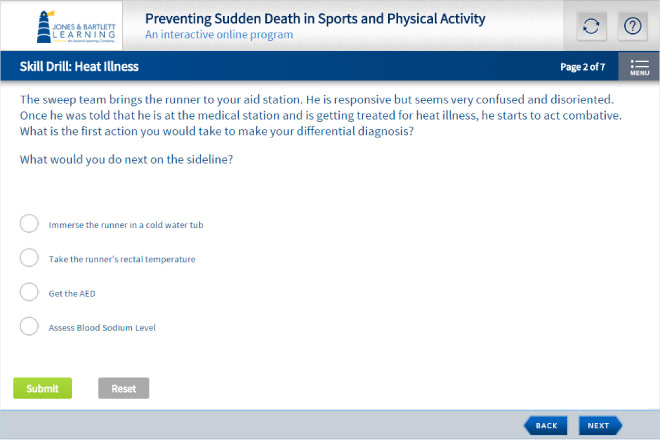 JONES & BARTLETT
LEARNING
An Ascend Learning Company
Preventing Sudden Death in Sports and Physical Activity
An interactive online program
?
Skill Drill: Heat Illness
Page 2 of 7
MENU
The sweep team brings the runner to your aid station. He is responsive but seems very confused and disoriented.
Once he was told that he is at the medical station and is getting treated for heat illness, he starts to act combative.
What is the first action you would take to make your differential diagnosis?
What would you do next on the sideline?
Immerse the runner in a cold water tub
Take the runner's rectal temperature
Get the AED
Assess Blood Sodium Level
Submit
Reset
BACK
NEXT